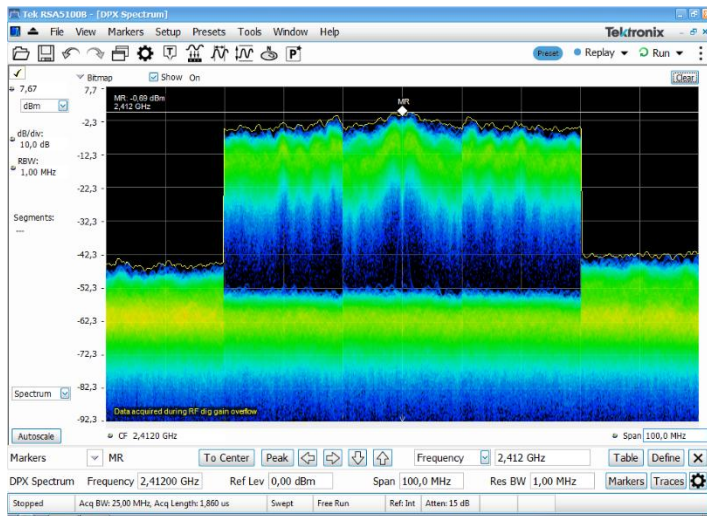 Tek RSA5100B - [DPX Spectrum]
File View Markers Setup Presets Tools Window Help Tektronix
Preset Replay Run
Bitmap Show On Clear
7,67
dBm
dB/div:
10,0 dB
RBW:
1,00 MHz
Segments:
---
Spectrum
Autoscale
7,7
-2,3
-12,3
-22,3
-32,3
-42,3
-52,3
-62,3
-72,3
-82,3
-92,3
MR: -0,69 dBm
2,412 GHz
MR
Data acquired during RF dig gain overflow
CF 2,4120 GHz Span 100,0 MHz
Markers MR To Center Peak Frequency 2,412 GHz Table Define X
DPX Spectrum Frequency 2,41200 GHz Ref Lev 0,00 dBm Span 100,0 MHz Res BW 1,00 MHz Markers Traces
Stopped Acq BW: 25,00 MHz, Acq Length: 1,860 us Swept Free Run Ref: Int Atten: 15 dB